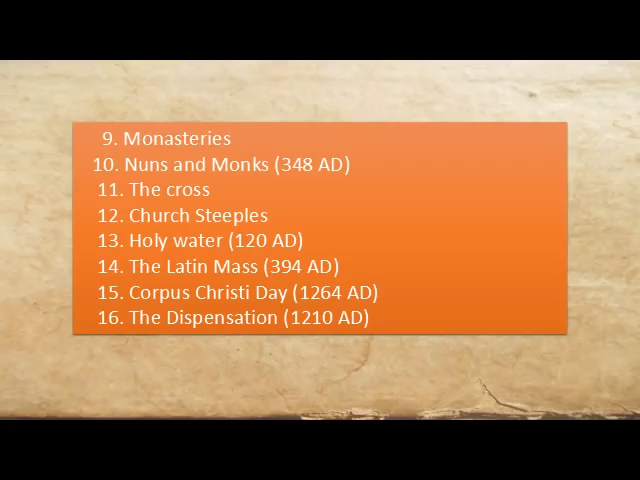 9. Monasteries
10. Nuns and Monks (348 AD)
11. The cross
12. Church Steeples
13. Holy water (120 AD)
14. The Latin Mass (394 AD)
15. Corpus Christi Day (1264 AD)
16. The Dispensation (1210 AD)